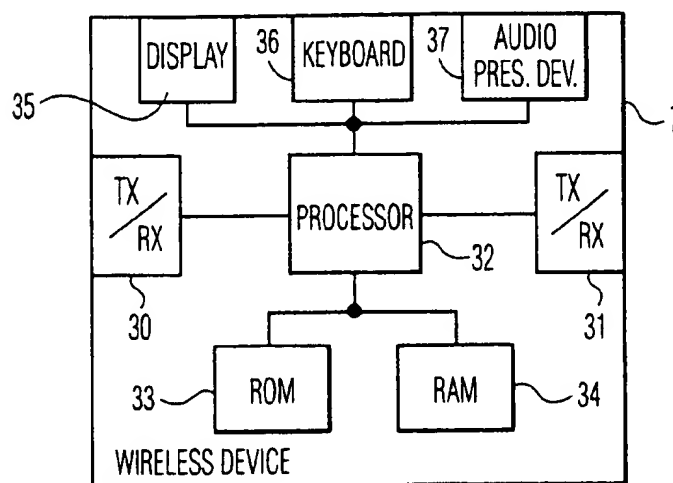 DISPLAY
35
36
KEYBOARD
37
AUDIO
PRES. DEV.
TX/RX
30
PROCESSOR
32
TX/RX
31
33
ROM
RAM
34
WIRELESS DEVICE